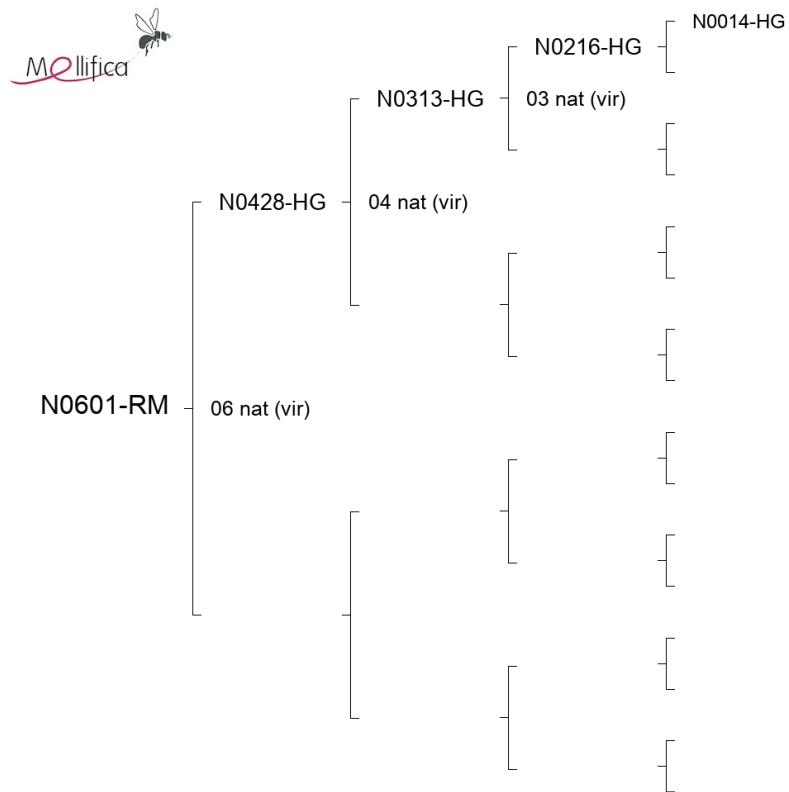 Mellifica
N0014-HG
N0216-HG
N0313-HG
03 nat (vir)
N0428-HG
04 nat (vir)
N0601-RM
06 nat (vir)